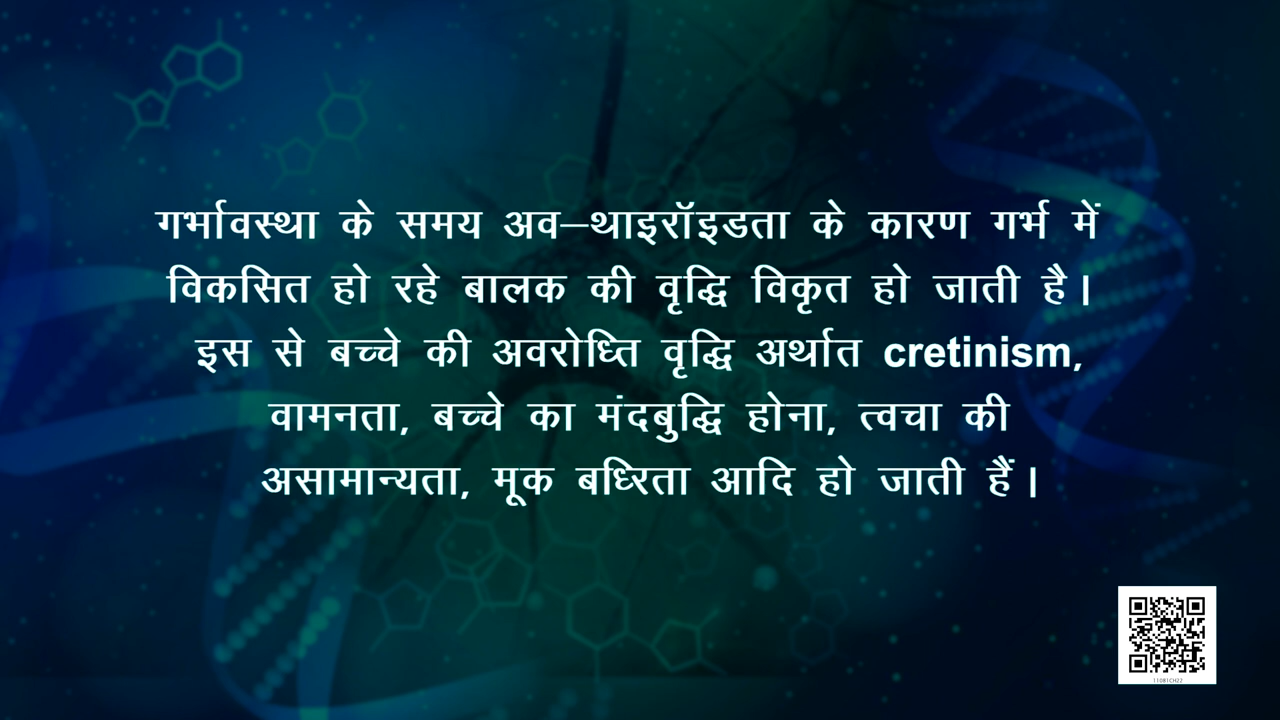 गर्भावस्था के समय अव–थाइरॉइडता के कारण गर्भ में
विकसित हो रहे बालक की वृद्धि विकृत हो जाती है।
इस से बच्चे की अवरोध्ति वृद्धि अर्थात cretinism,
वामनता, बच्चे का मंदबुद्धि होना, त्वचा की
असामान्यता, मूक बध्रिता आदि हो जाती हैं।
11081CH22